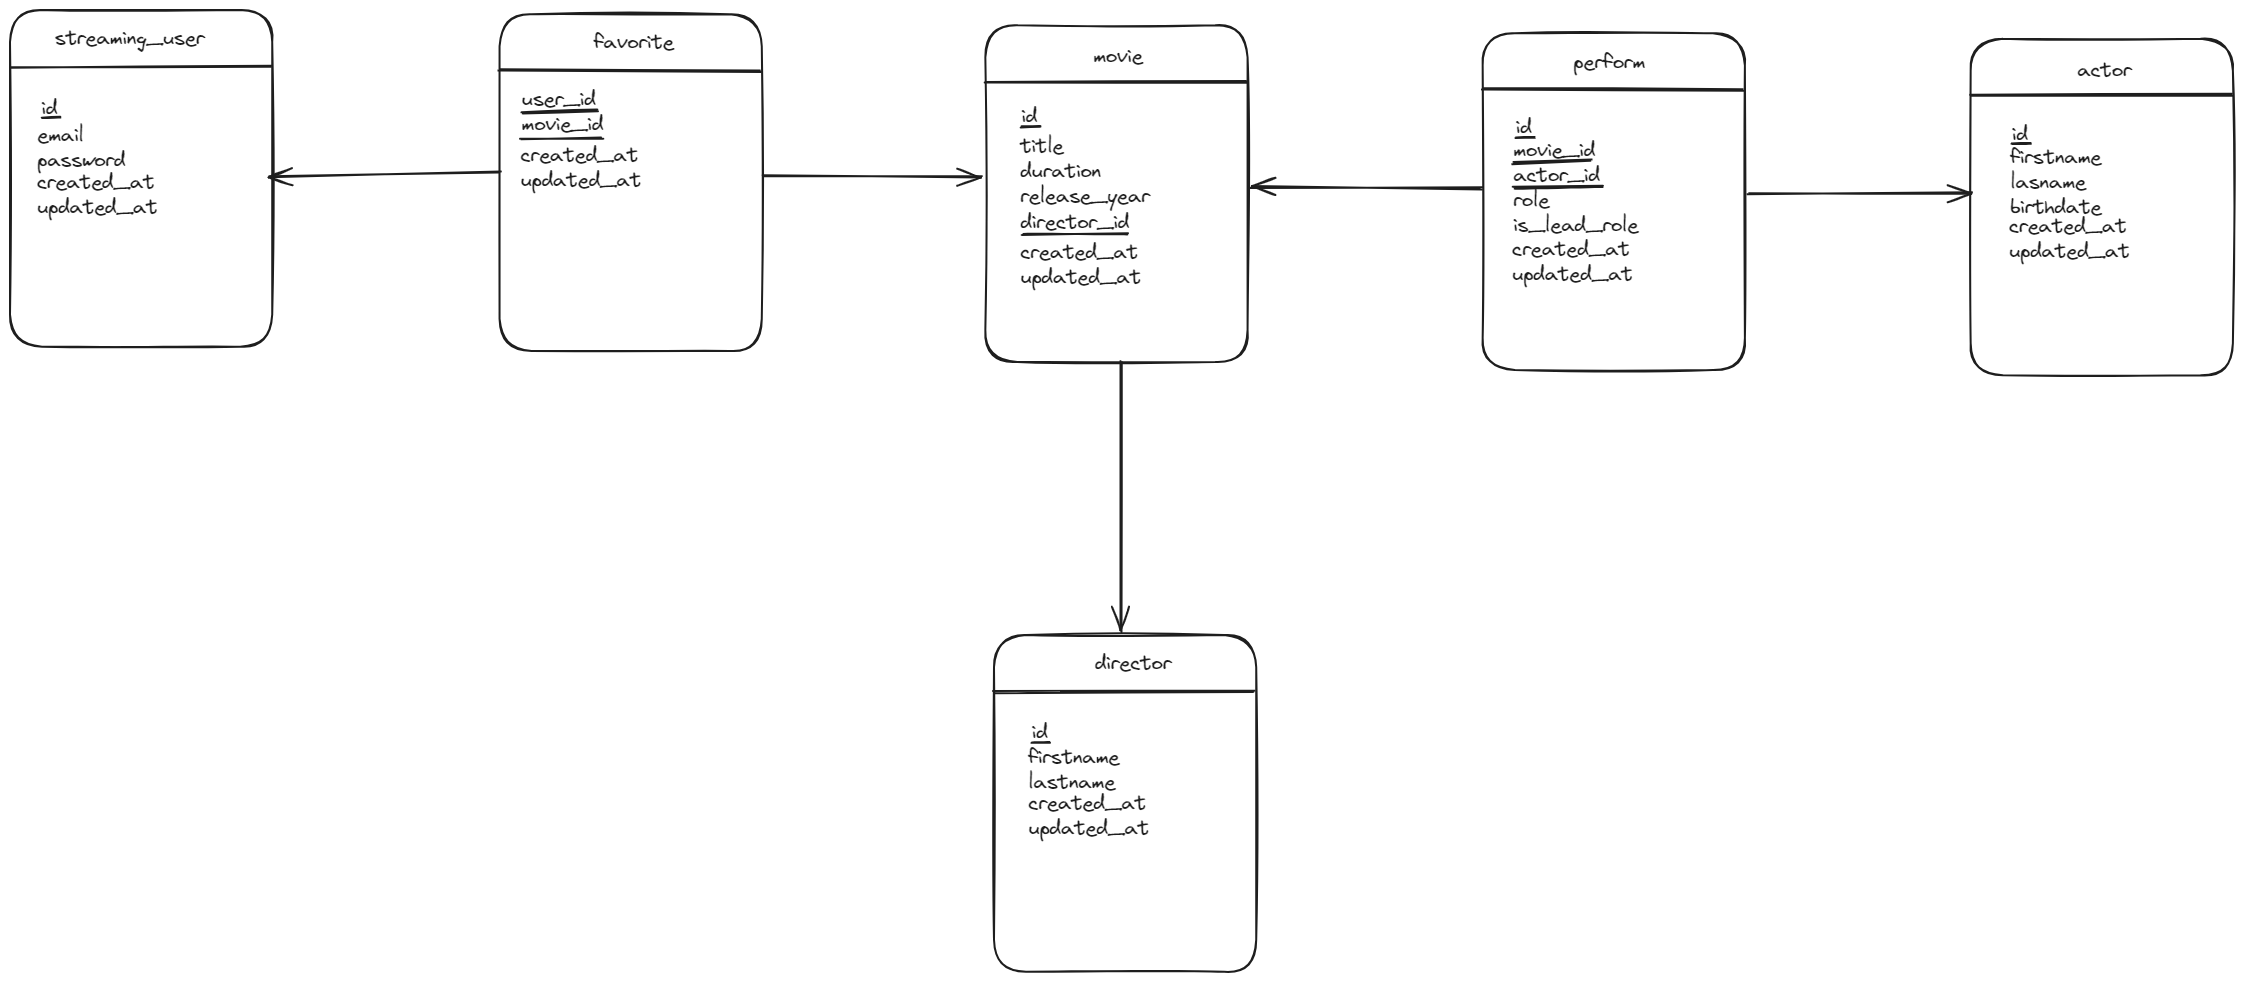 streaming_user
id
email
password
created_at
updated_at
favorite
user_id
movie_id
created_at
updated_at
movie
id
title
duration
release_year
director_id
created_at
updated_at
perform
id
movie_id
actor_id
role
is_lead_role
created_at
updated_at
actor
id
firstname
lasname
birthdate
created_at
updated_at
director
id
firstname
lastname
created_at
updated_at